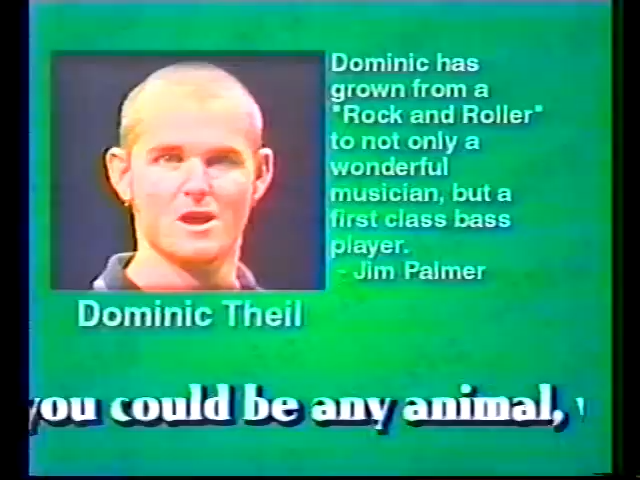 Dominic has
grown from a
"Rock and Roller"
to not only a
wonderful
musician, but a
first class bass
player.
- Jim Palmer
Dominic Theil
you could be any animal,